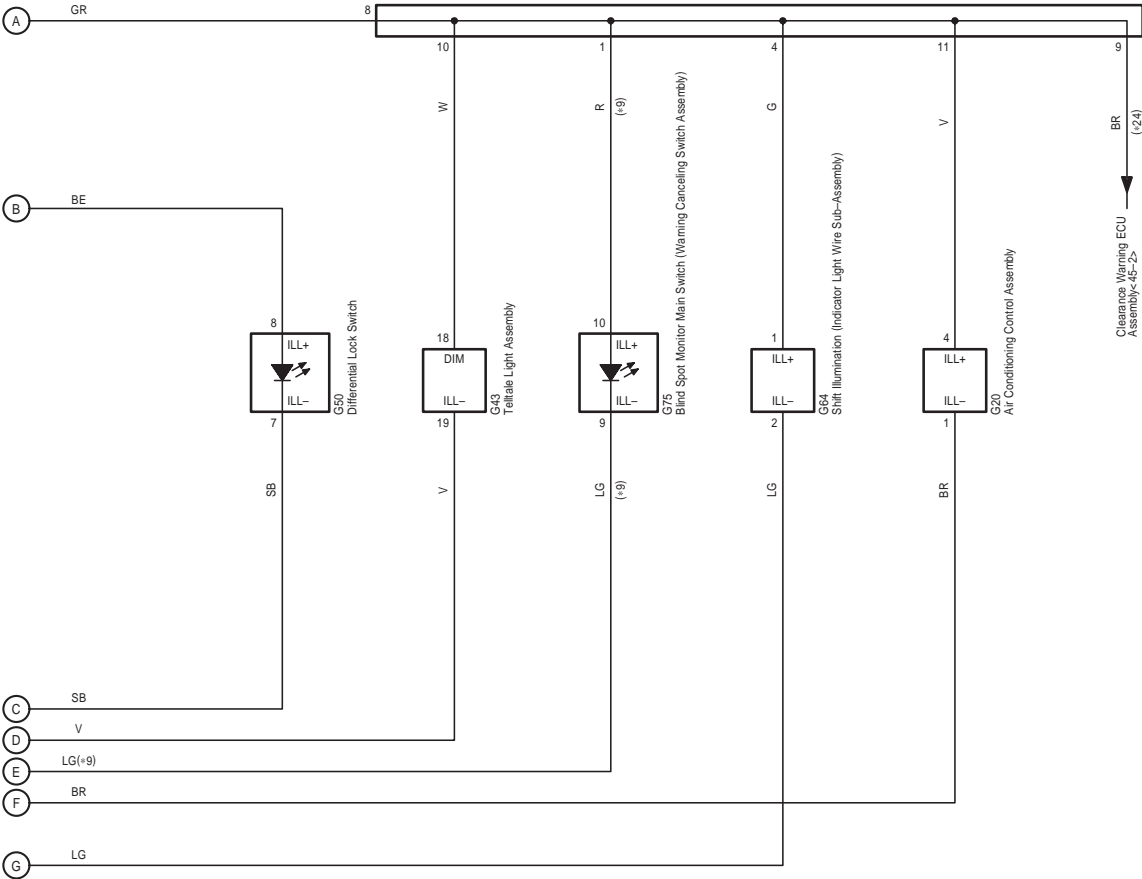 A
GR
8
10
1
4
11
9
W
R
(*9)
G
V
BR
(*24)
B
BE
Clearance Warning ECU
Assembly<45–2>
8
ILL+
ILL–
7
G50
Differential Lock Switch
18
DIM
ILL–
19
G43
Telltale Light Assembly
10
ILL+
ILL–
9
G75
Blind Spot Monitor Main Switch (Warning Canceling Switch Assembly)
1
ILL+
ILL–
2
G64
Shift Illumination (Indicator Light Wire Sub–Assembly)
4
ILL+
ILL–
1
G20
Air Conditioning Control Assembly
SB
V
LG
(*9)
LG
BR
C
SB
D
V
E
LG(*9)
F
BR
G
LG